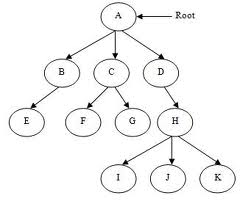 A Root
B C D
E F G H
I J K